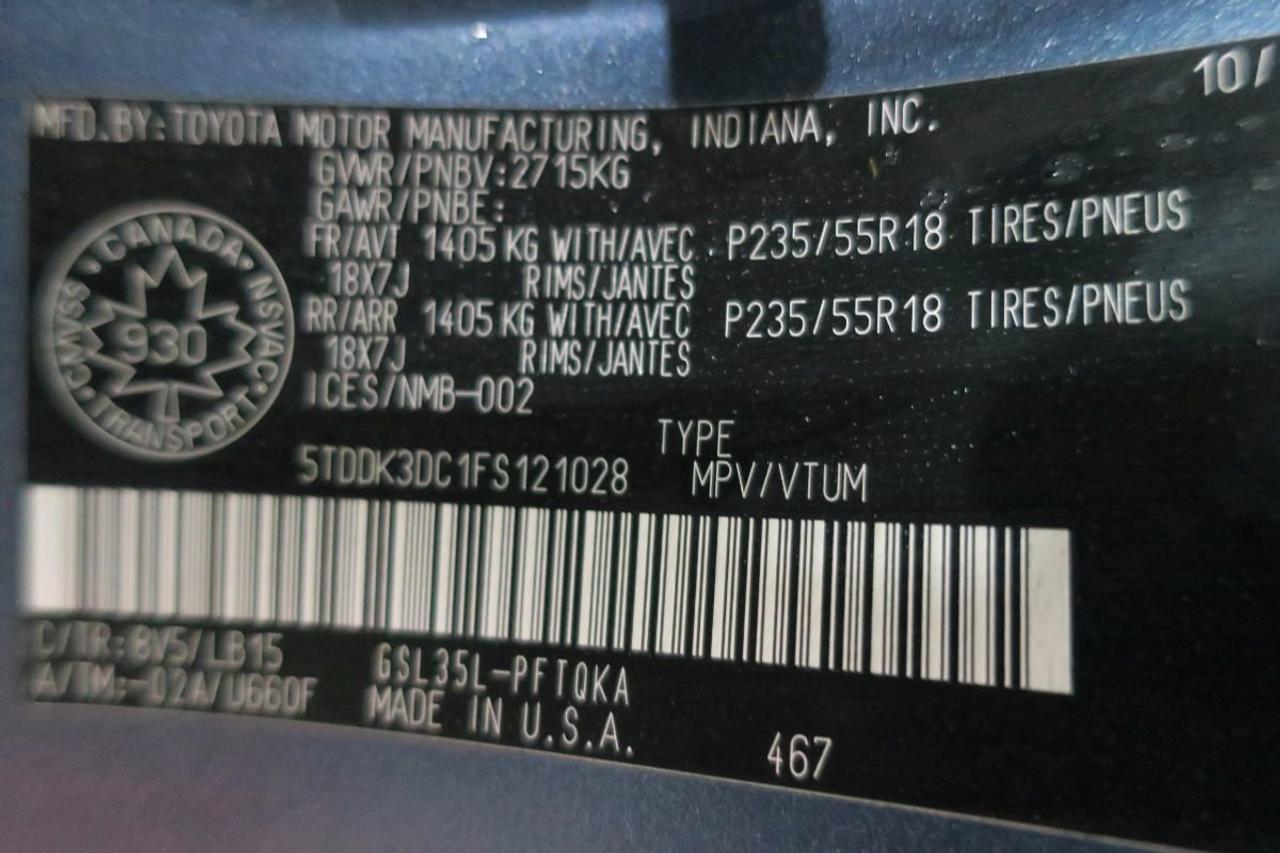 10/
MFD.BY:TOYOTA MOTOR MANUFACTURING, INDIANA, INC.
GVWR/PNBV:2715KG
GAWR/PNBE:
FR/AVT 1405 KG WITH/AVEC P235/55R18 TIRES/PNEUS
18X7J RIMS/JANTES
RR/ARR 1405 KG WITH/AVEC P235/55R18 TIRES/PNEUS
18X7J RIMS/JANTES
ICES/NMB-002
CANADA
CMVSS 930 NSVAC
TRANSPORT
TYPE
5TDDK3DC1FS121028 MPV/VTUM
C/TR:8V5/LB15 GSL35L-PFTQKA
A/TM:-02A/U660F MADE IN U.S.A.
467